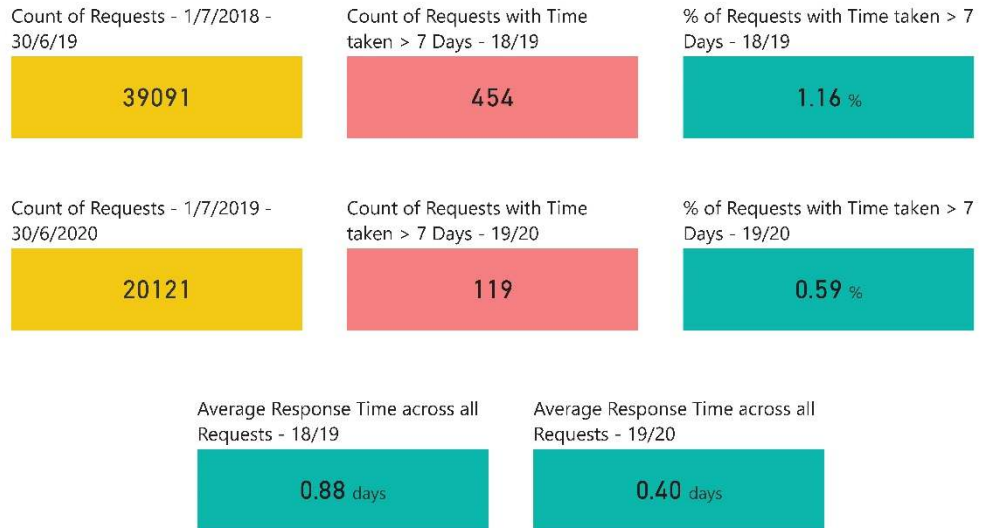 Count of Requests - 1/7/2018 -
30/6/19
39091
Count of Requests with Time
taken > 7 Days - 18/19
454
% of Requests with Time taken > 7
Days - 18/19
1.16 %
Count of Requests - 1/7/2019 -
30/6/2020
20121
Count of Requests with Time
taken > 7 Days - 19/20
119
% of Requests with Time taken > 7
Days - 19/20
0.59 %
Average Response Time across all
Requests - 18/19
0.88 days
Average Response Time across all
Requests - 19/20
0.40 days